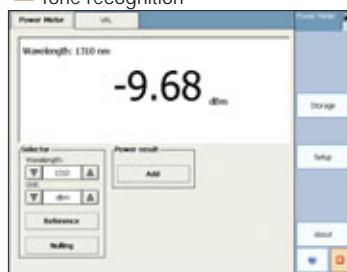 Tone recognition
Power Meter
VFL
Power Meter
Wavelength: 1310 nm
-9.68 dBm
Storage
Selector
Power result
Wavelength:
1310
Add
Setup
Unit:
dBm
Reference
Nulling
About